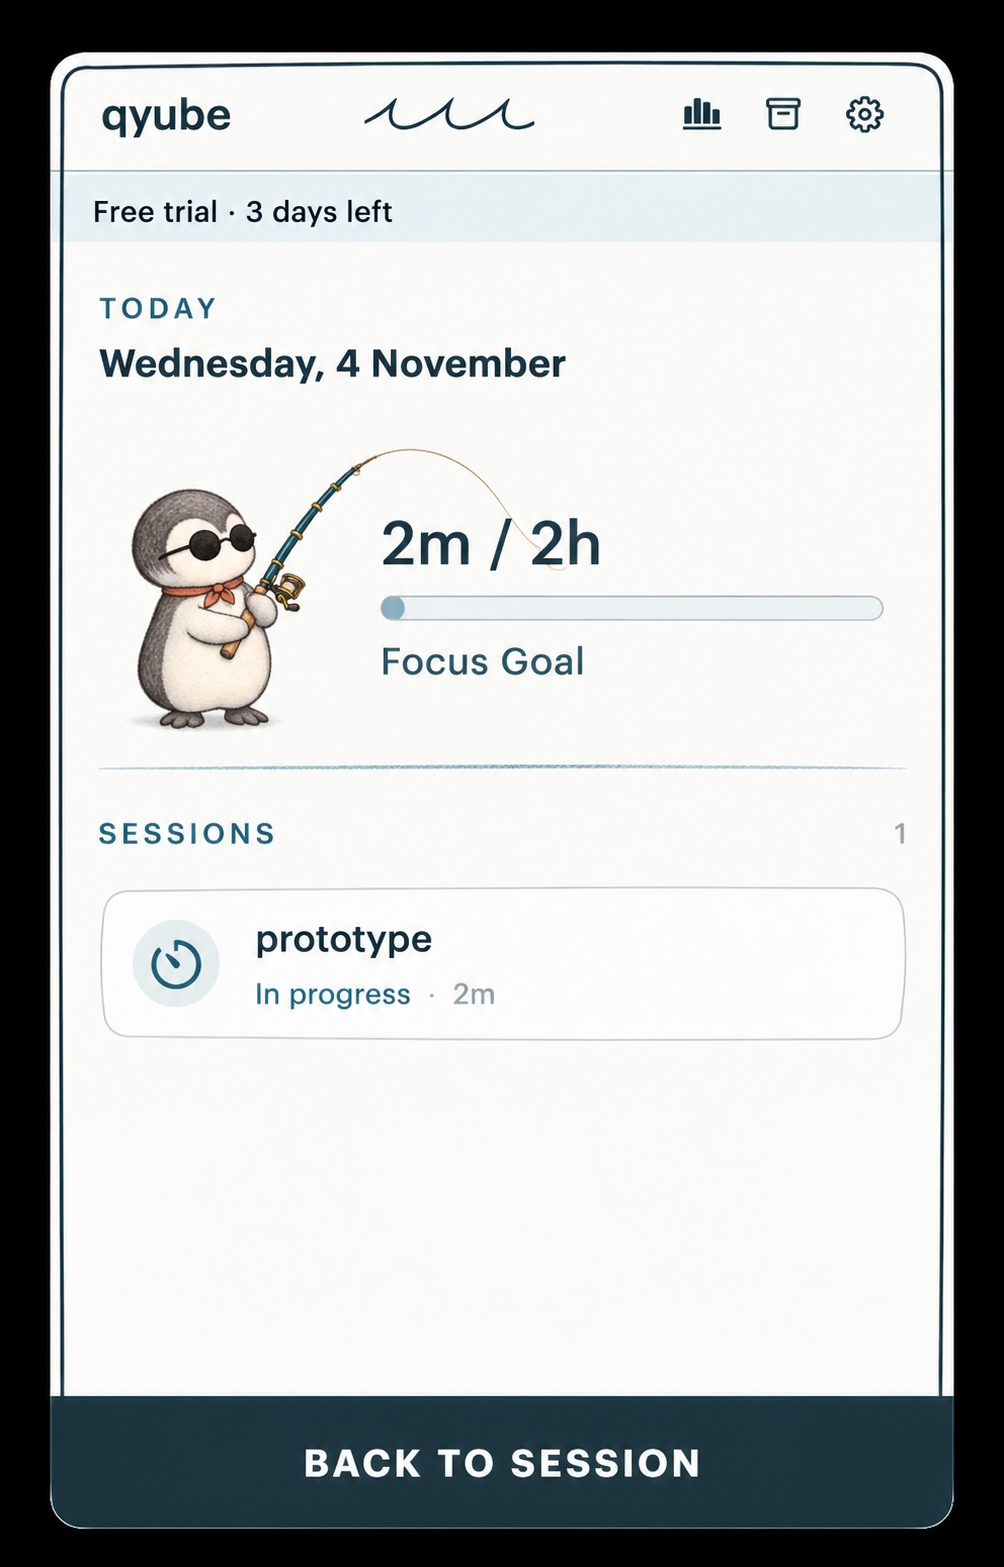 qyube
Free trial · 3 days left
TODAY
Wednesday, 4 November
2m / 2h
Focus Goal
SESSIONS
1
prototype
In progress · 2m
BACK TO SESSION